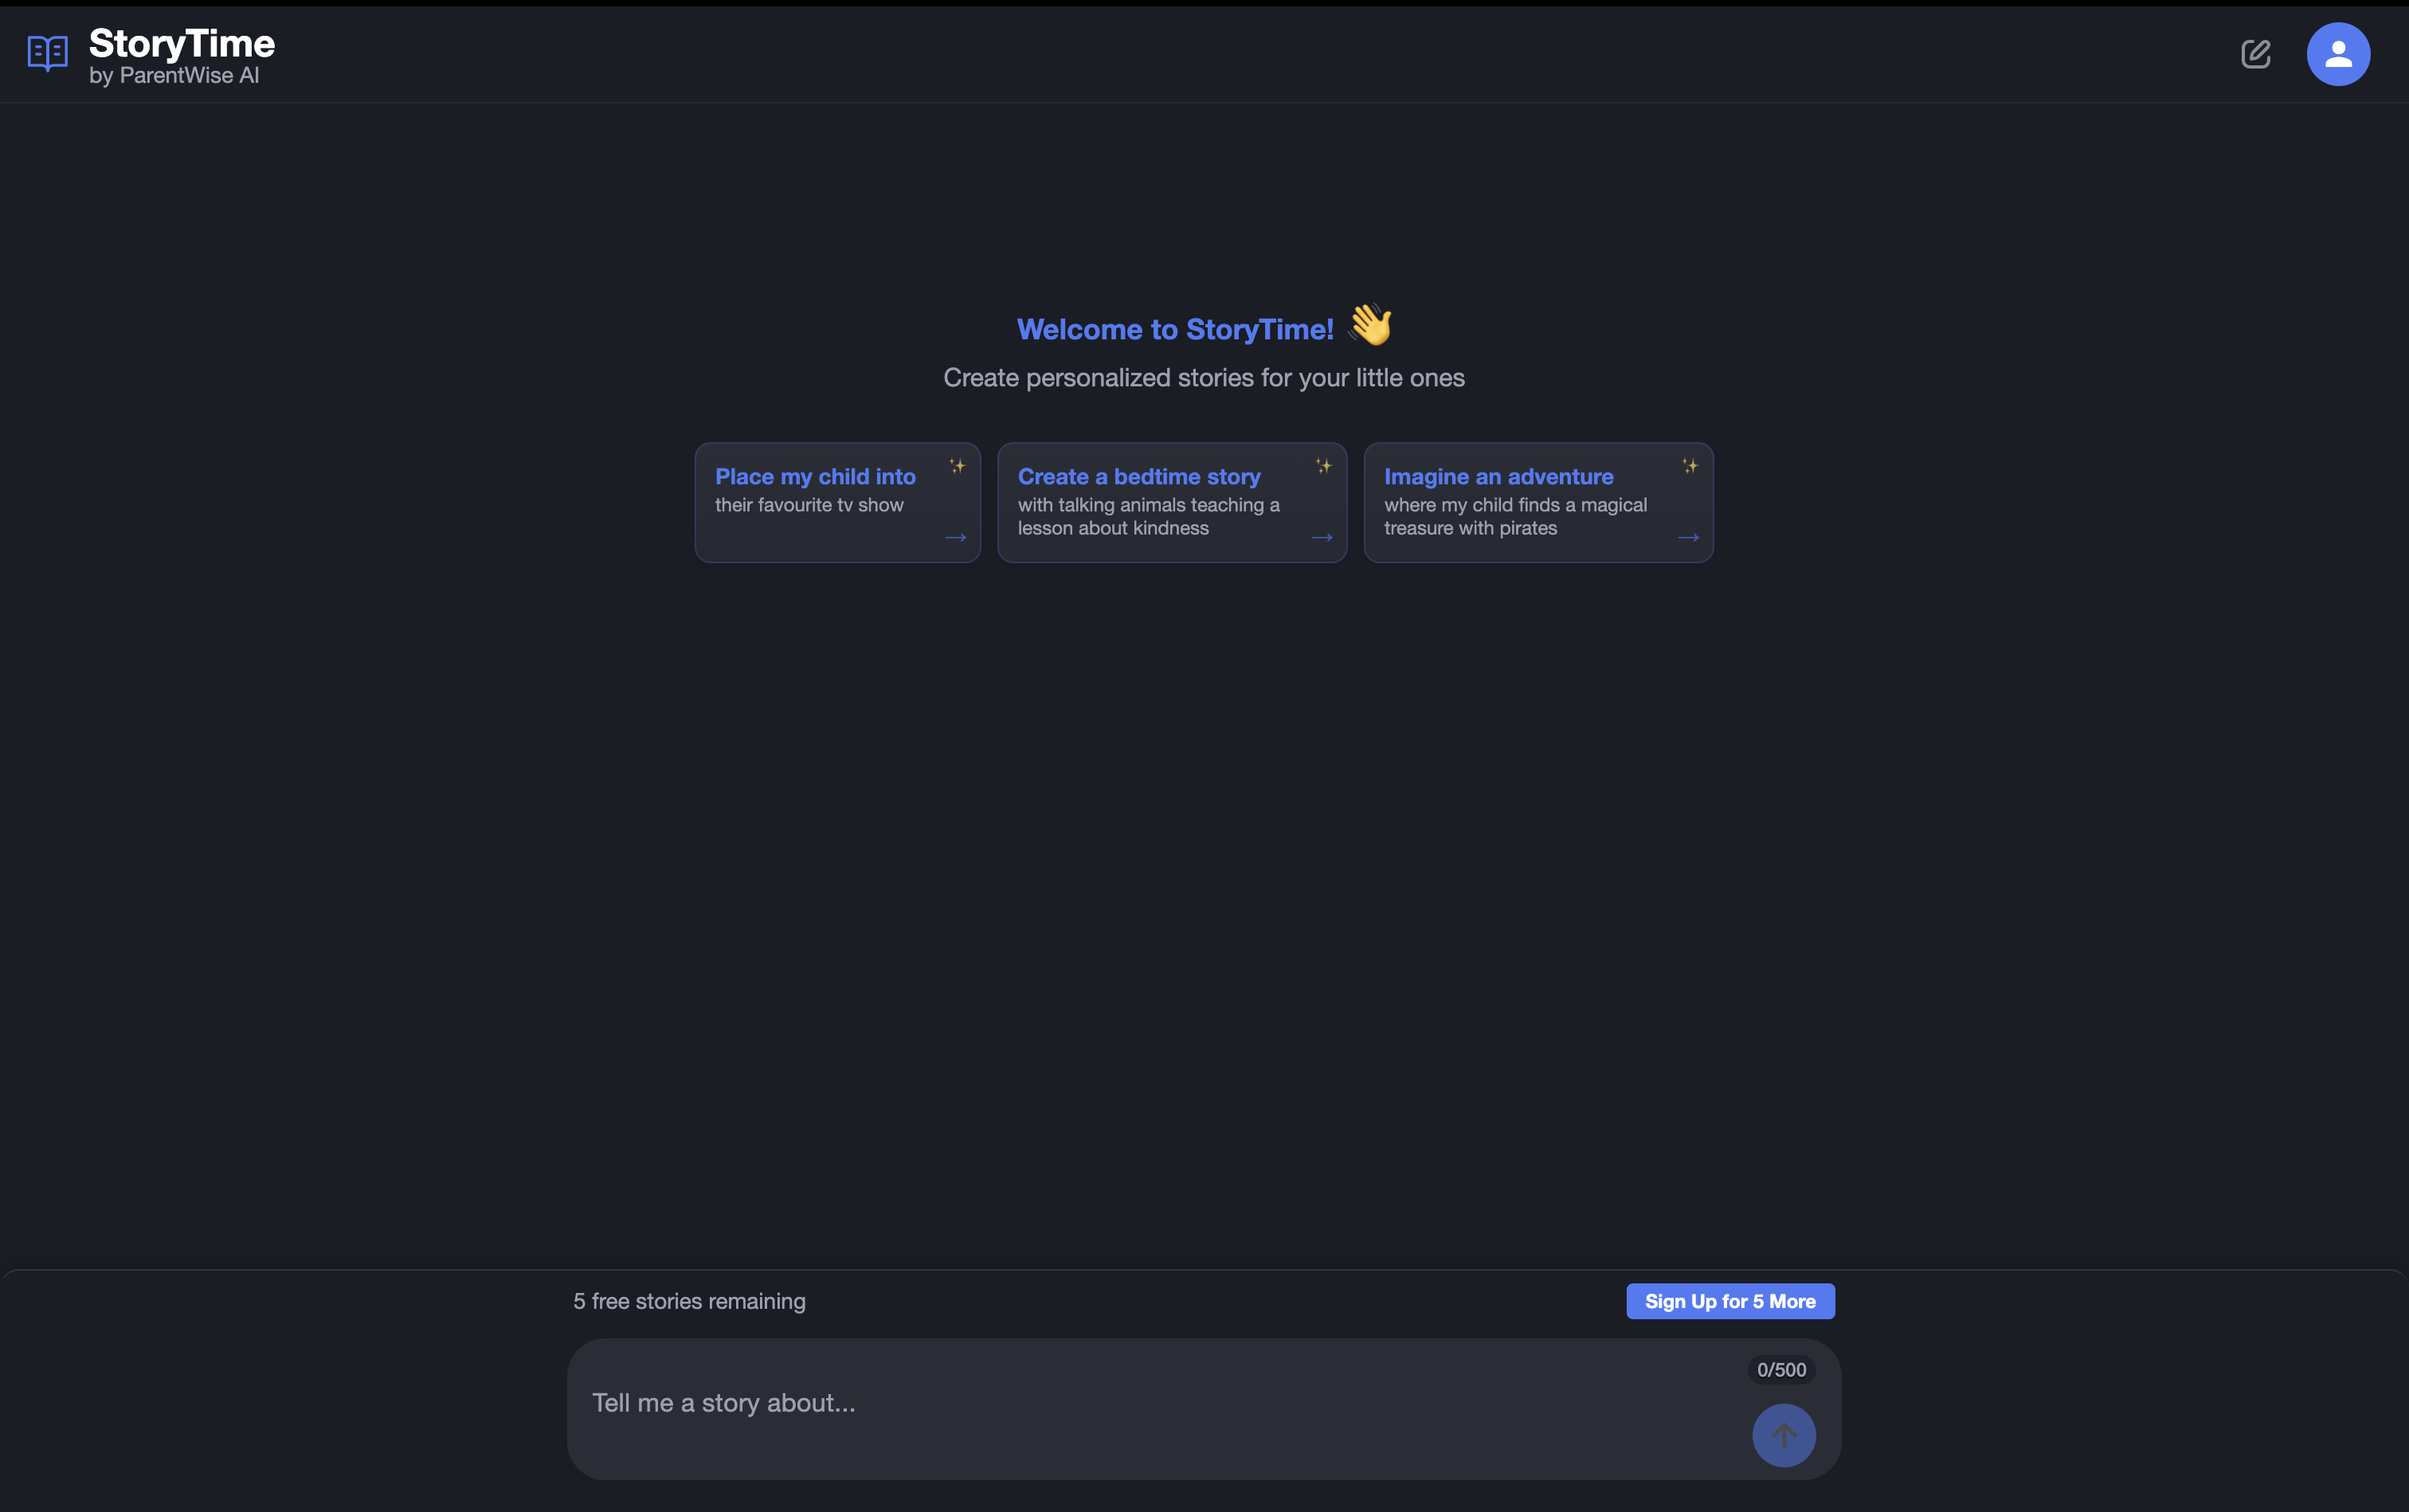 StoryTime
by ParentWise AI
Welcome to StoryTime! 👋
Create personalized stories for your little ones
Place my child into
their favourite tv show
Create a bedtime story
with talking animals teaching a
lesson about kindness
Imagine an adventure
where my child finds a magical
treasure with pirates
5 free stories remaining
Sign Up for 5 More
0/500
Tell me a story about...